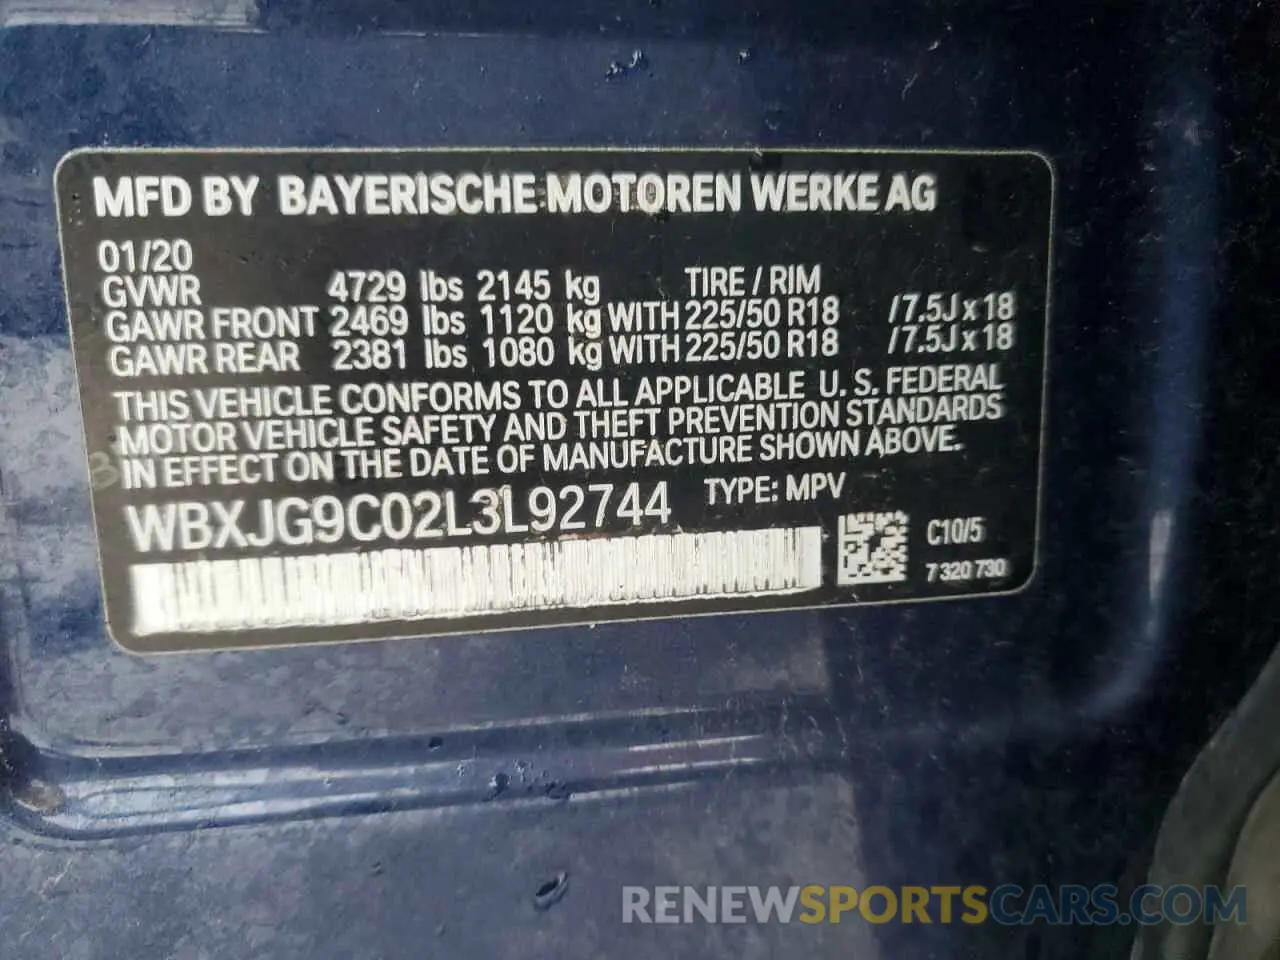 MFD BY BAYERISCHE MOTOREN WERKE AG
01/20
GVWR 4729 lbs 2145 kg TIRE / RIM
GAWR FRONT 2469 lbs 1120 kg WITH 225/50 R18 /7.5J x 18
GAWR REAR 2381 lbs 1080 kg WITH 225/50 R18 /7.5J x 18
THIS VEHICLE CONFORMS TO ALL APPLICABLE U. S. FEDERAL
MOTOR VEHICLE SAFETY AND THEFT PREVENTION STANDARDS
IN EFFECT ON THE DATE OF MANUFACTURE SHOWN ABOVE.
WBXJG9C02L3L92744 TYPE: MPV
C10/5
7 320 730
RENEWSPORTSCARS.COM